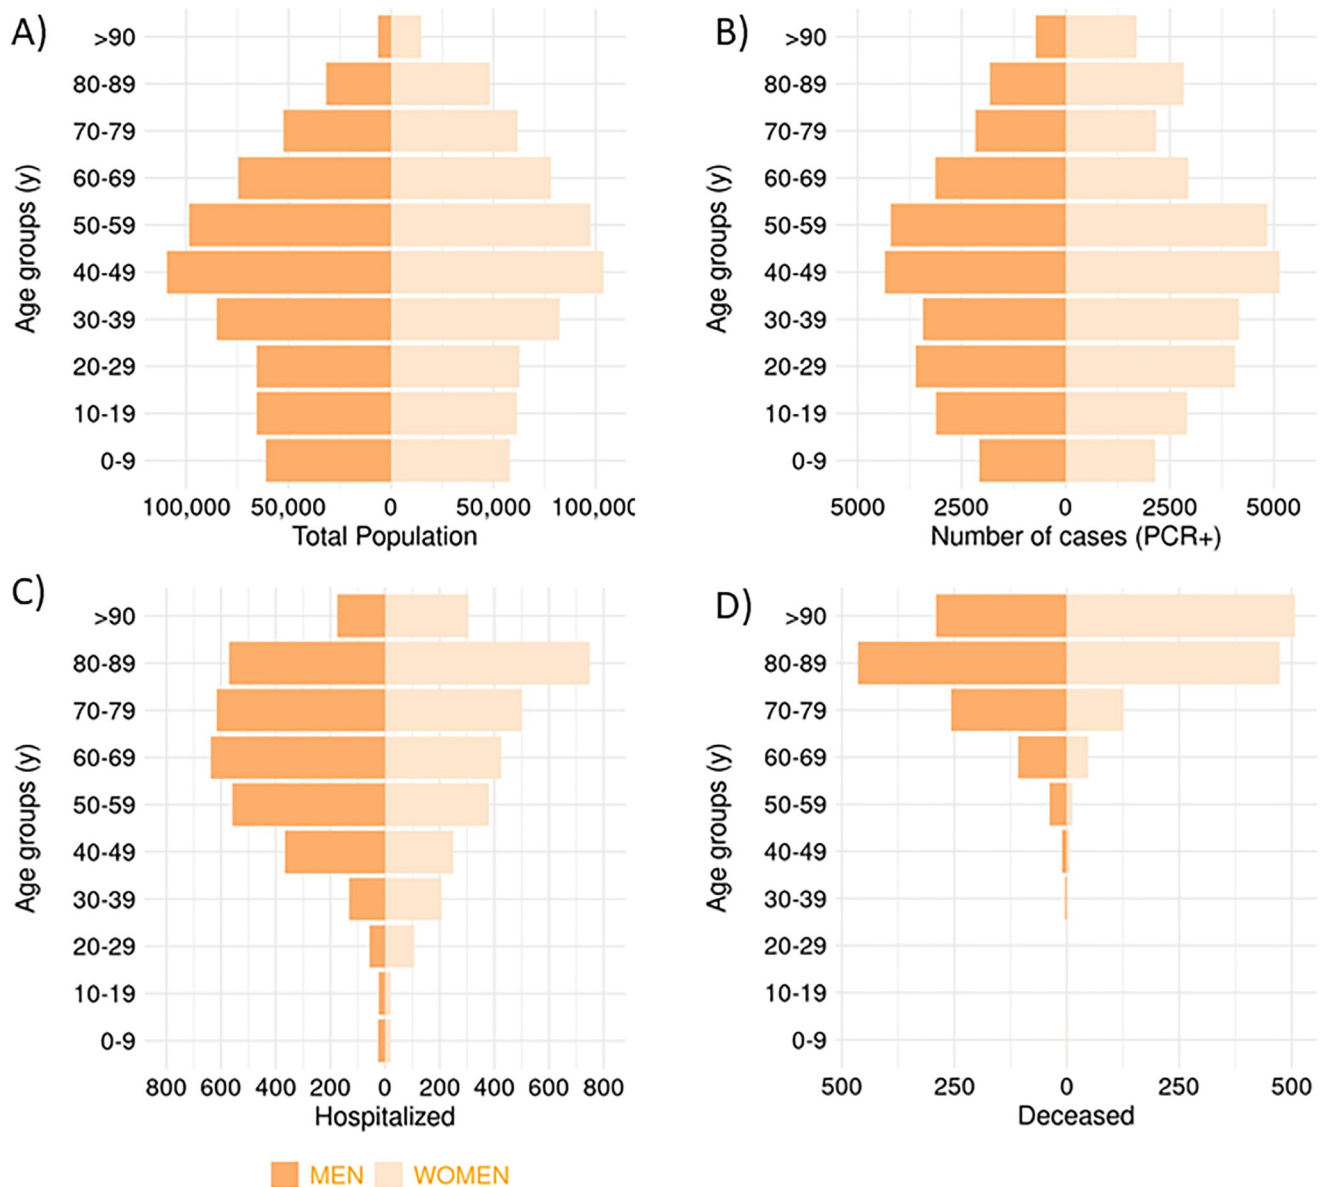 A)
Age groups (y)
>90
80-89
70-79
60-69
50-59
40-49
30-39
20-29
10-19
0-9
100,000 50,000 0 50,000 100,000
Total Population
B)
Age groups (y)
>90
80-89
70-79
60-69
50-59
40-49
30-39
20-29
10-19
0-9
5000 2500 0 2500 5000
Number of cases (PCR+)
C)
Age groups (y)
>90
80-89
70-79
60-69
50-59
40-49
30-39
20-29
10-19
0-9
800 600 400 200 0 200 400 600 800
Hospitalized
D)
Age groups (y)
>90
80-89
70-79
60-69
50-59
40-49
30-39
20-29
10-19
0-9
500 250 0 250 500
Deceased
MEN WOMEN